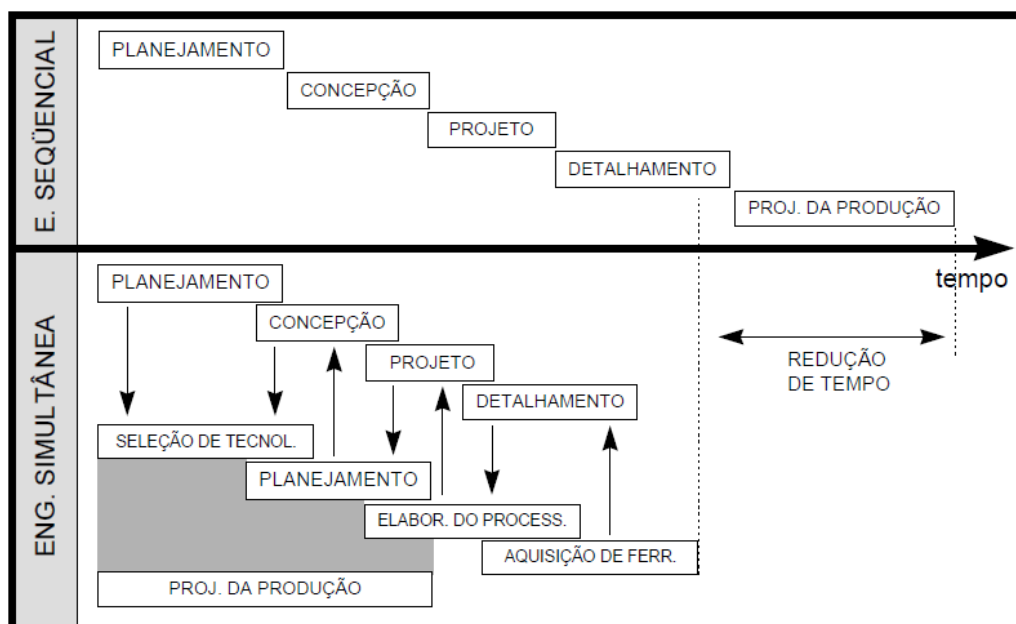 E. SEQÜENCIAL
PLANEJAMENTO
CONCEPÇÃO
PROJETO
DETALHAMENTO
PROJ. DA PRODUÇÃO
tempo
ENG. SIMULTÂNEA
PLANEJAMENTO
CONCEPÇÃO
PROJETO
DETALHAMENTO
REDUÇÃO
DE TEMPO
SELEÇÃO DE TECNOL.
PLANEJAMENTO
ELABOR. DO PROCESS.
AQUISIÇÃO DE FERR.
PROJ. DA PRODUÇÃO